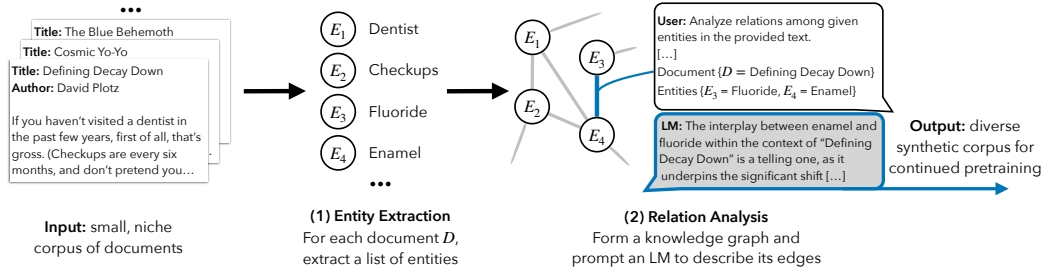 •••
Title: The Blue Behemoth
Title: Cosmic Yo-Yo
Title: Defining Decay Down
Author: David Plotz
If you haven't visited a dentist in
the past few years, first of all, that's
gross. (Checkups are every six
months, and don't pretend you…
Input: small, niche
corpus of documents
E1 Dentist
E2 Checkups
E3 Fluoride
E4 Enamel
•••
(1) Entity Extraction
For each document D,
extract a list of entities
E1
E3
E2
E4
User: Analyze relations among given
entities in the provided text.
[…]
Document {D = Defining Decay Down}
Entities {E3 = Fluoride, E4 = Enamel}
LM: The interplay between enamel and
fluoride within the context of "Defining
Decay Down" is a telling one, as it
underpins the significant shift […]
(2) Relation Analysis
Form a knowledge graph and
prompt an LM to describe its edges
Output: diverse
synthetic corpus for
continued pretraining